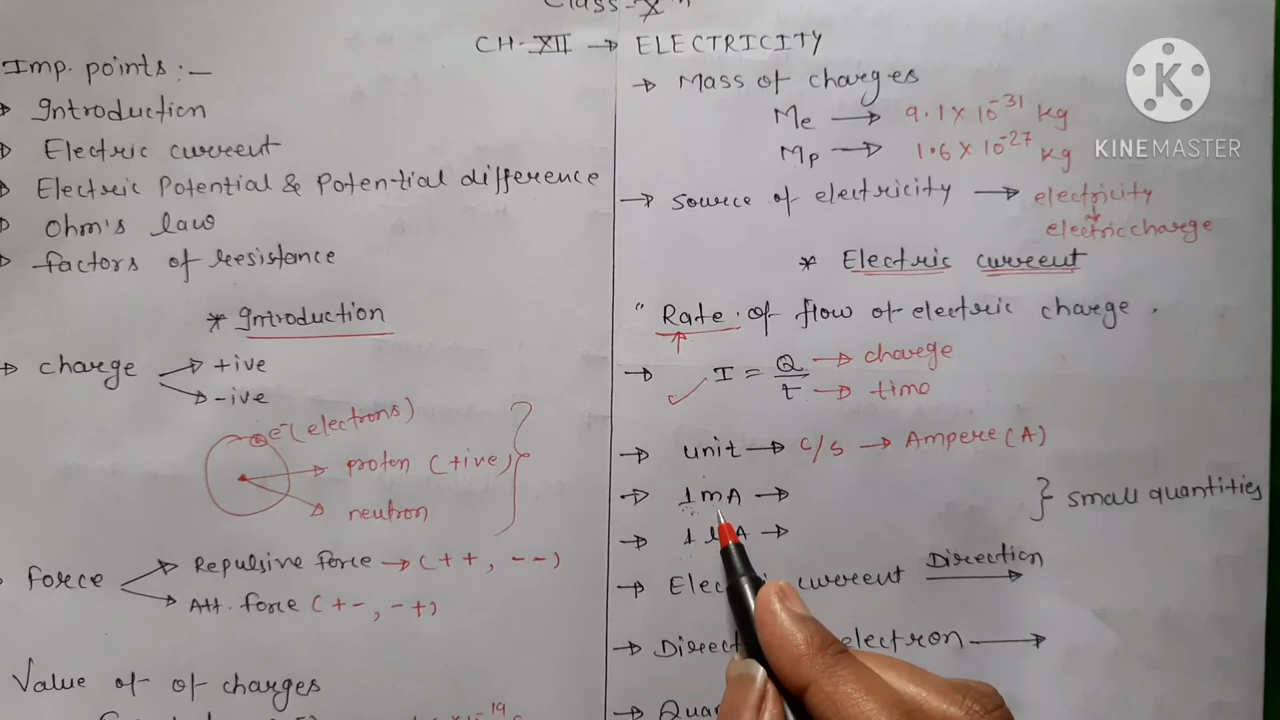 Class-Xth
CH-XII → ELECTRICITY
Imp. points :-
→ Introduction
→ Electric current
→ Electric Potential & Potential difference
→ Ohm's law
→ factors of resistance
* Introduction
→ charge → +ive
→ -ive
e- (electrons)
proton (+ive)
neutron
force → Repulsive force → (++, --)
→ Att. force (+-, -+)
Value of of charges
→ Mass of charges
Me → 9.1 × 10-31 kg
Mp → 1.6 × 10-27 kg
→ source of electricity → electricity
↓
electric charge
* Electric current
" Rate of flow of electric charge.
→ I = Q/t → charge
→ time
→ unit → C/s → Ampere (A)
→ 1 mA →
→ 1 A →
} small quantities
→ current Direction →
→ electron →
KINEMASTER